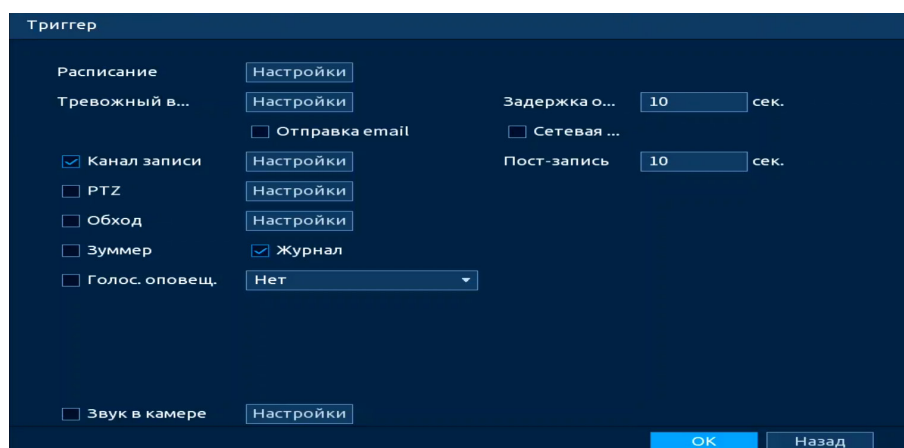 Триггер
Расписание Настройки
Тревожный в... Настройки Задержка о... 10 сек.
Отправка email Сетевая ...
Канал записи Настройки Пост-запись 10 сек.
PTZ Настройки
Обход Настройки
Зуммер Журнал
Голос. оповещ. Нет
Звук в камере Настройки
OK Назад